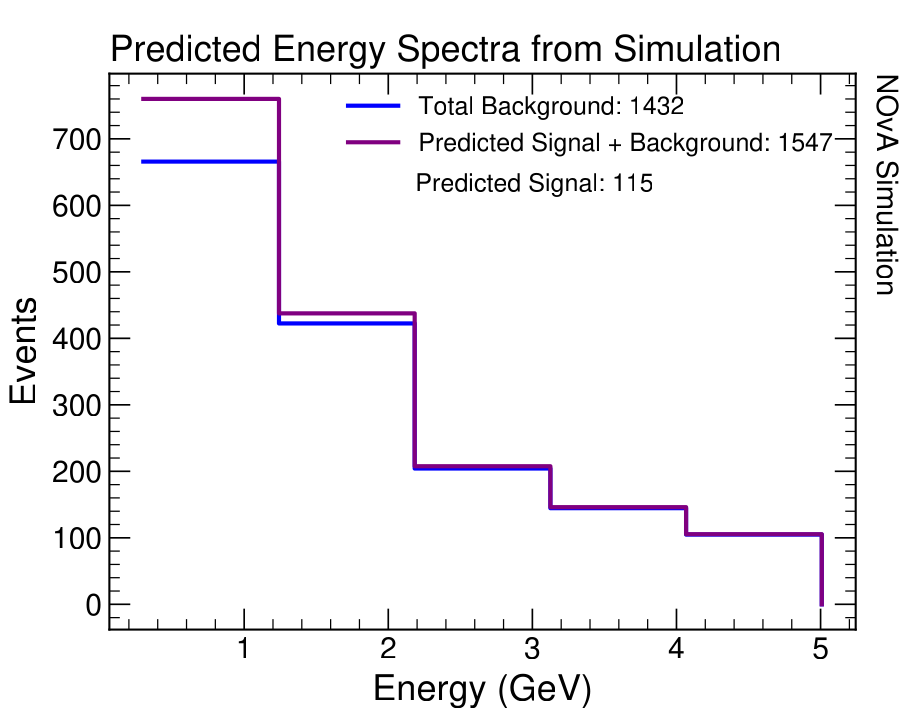 Predicted Energy Spectra from Simulation
Total Background: 1432
Predicted Signal + Background: 1547
Predicted Signal: 115
NOvA Simulation
Events
700
600
500
400
300
200
100
0
1 2 3 4 5
Energy (GeV)